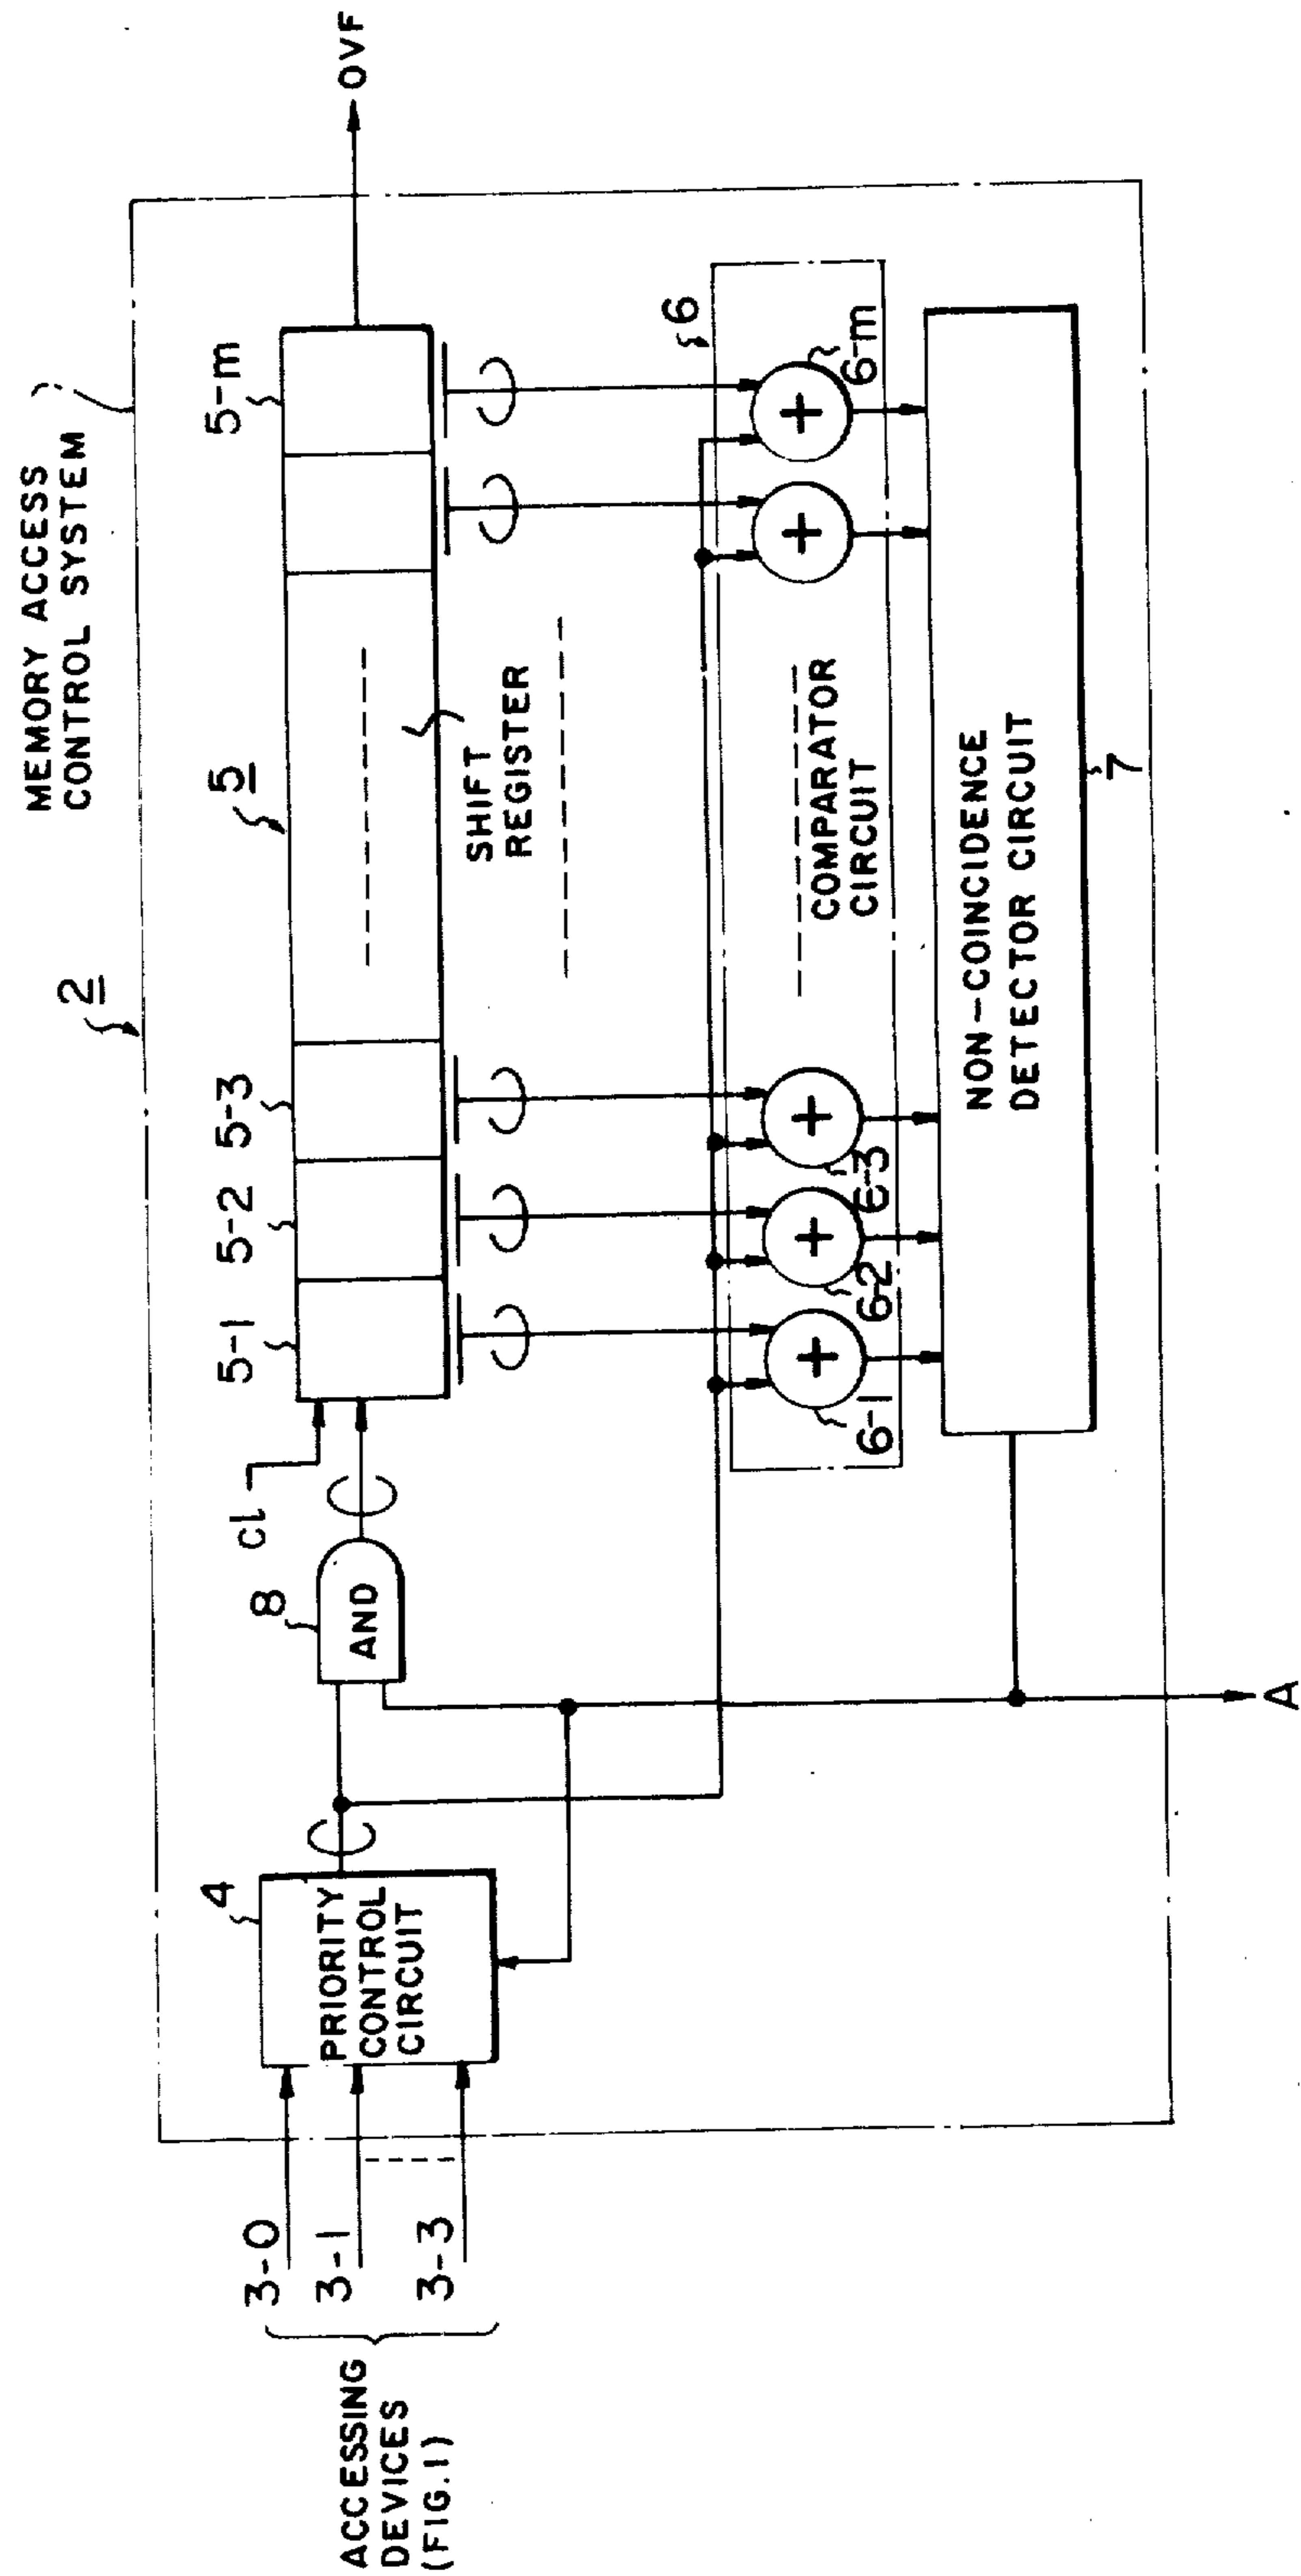 MEMORY ACCESS
CONTROL SYSTEM
2
5
5-1
5-2
5-3
5-m
OVF
cl
8
AND
SHIFT
REGISTER
4
PRIORITY
CONTROL
CIRCUIT
3-0
3-1
3-3
ACCESSING
DEVICES
(FIG.1)
6
6-1
6-2
6-3
6-m
COMPARATOR
CIRCUIT
NON-COINCIDENCE
DETECTOR CIRCUIT
7
A